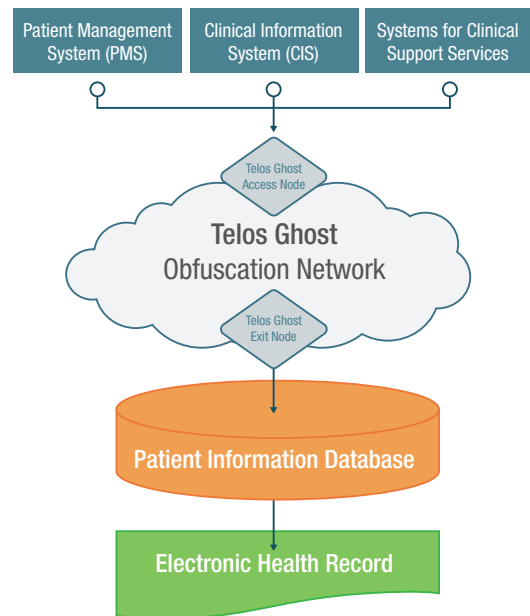 Patient Management
System (PMS)
Clinical Information
System (CIS)
Systems for Clinical
Support Services
Telos Ghost
Access Node
Telos Ghost
Obfuscation Network
Telos Ghost
Exit Node
Patient Information Database
Electronic Health Record